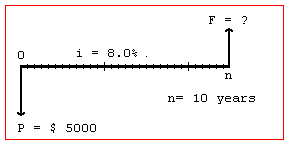 F = ?
0
i = 8.0%
n
n= 10 years
P = $ 5000